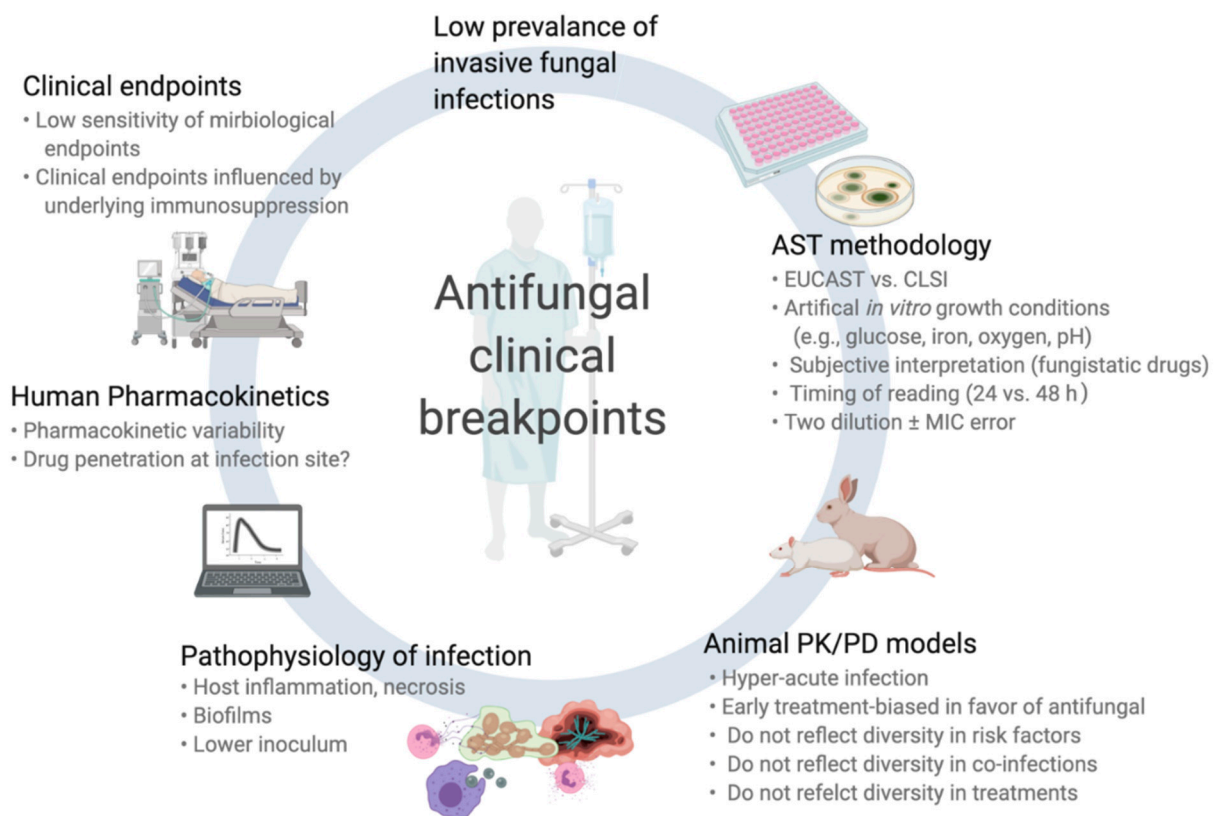 Low prevalance of
invasive fungal
infections
Clinical endpoints
• Low sensitivity of mirbiological
endpoints
• Clinical endpoints influenced by
underlying immunosuppression
AST methodology
• EUCAST vs. CLSI
• Artifical in vitro growth conditions
(e.g., glucose, iron, oxygen, pH)
• Subjective interpretation (fungistatic drugs)
• Timing of reading (24 vs. 48 h)
• Two dilution ± MIC error
Antifungal
clinical
breakpoints
Human Pharmacokinetics
• Pharmacokinetic variability
• Drug penetration at infection site?
Pathophysiology of infection
• Host inflammation, necrosis
• Biofilms
• Lower inoculum
Animal PK/PD models
• Hyper-acute infection
• Early treatment-biased in favor of antifungal
• Do not reflect diversity in risk factors
• Do not reflect diversity in co-infections
• Do not refelct diversity in treatments